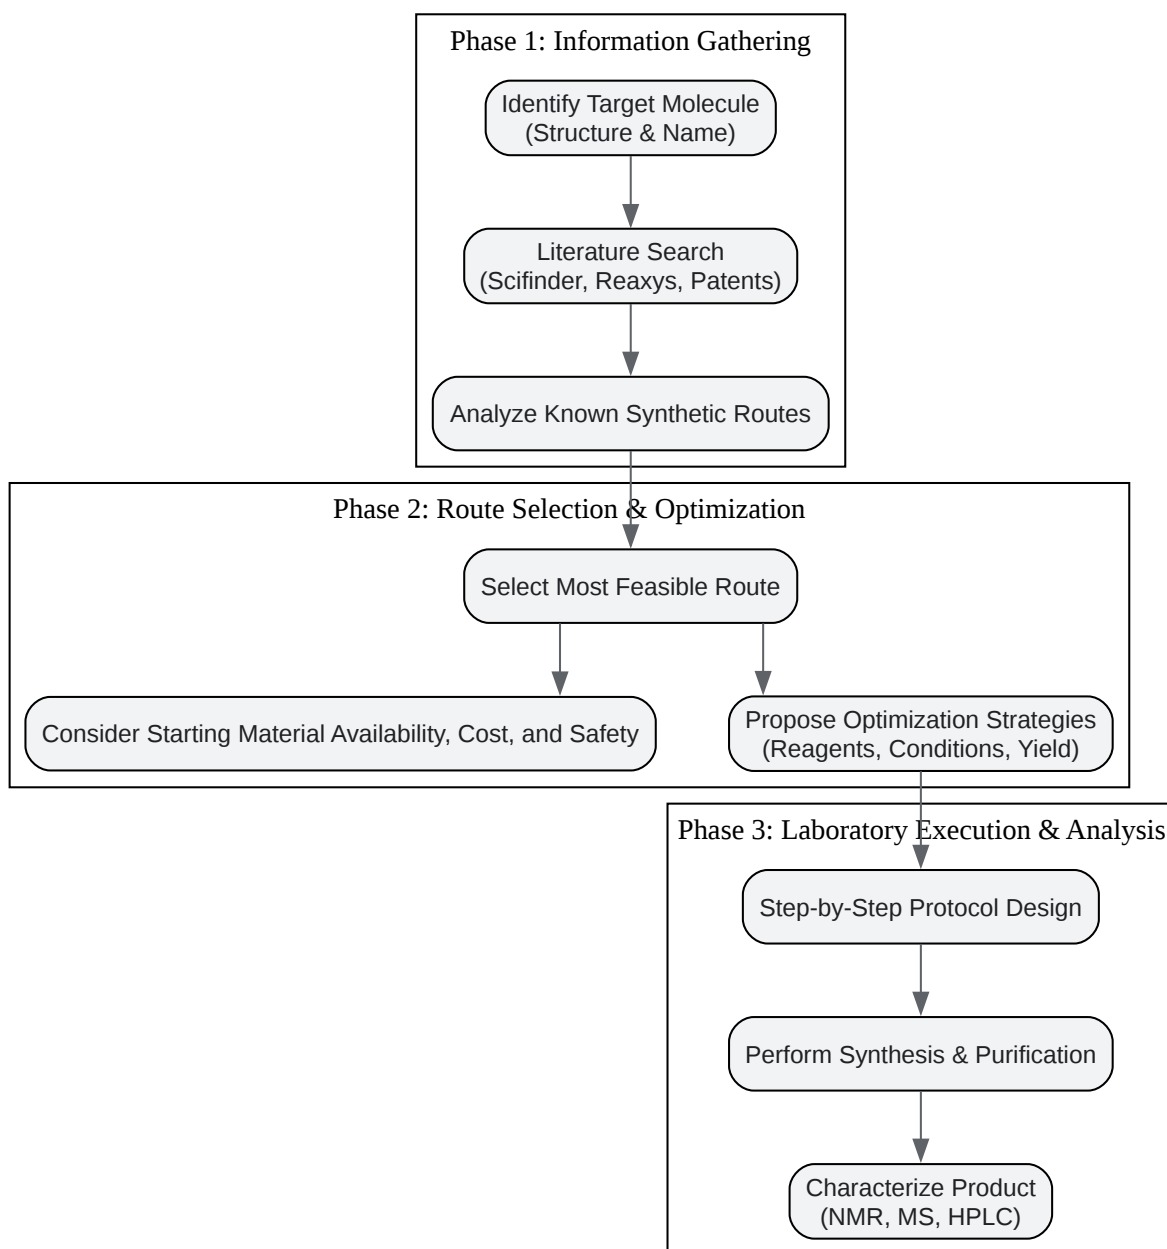 Phase 1: Information Gathering
Identify Target Molecule
(Structure & Name)
Literature Search
(Scifinder, Reaxys, Patents)
Analyze Known Synthetic Routes
Phase 2: Route Selection & Optimization
Select Most Feasible Route
Consider Starting Material Availability, Cost, and Safety
Propose Optimization Strategies
(Reagents, Conditions, Yield)
Phase 3: Laboratory Execution & Analysis
Step-by-Step Protocol Design
Perform Synthesis & Purification
Characterize Product
(NMR, MS, HPLC)